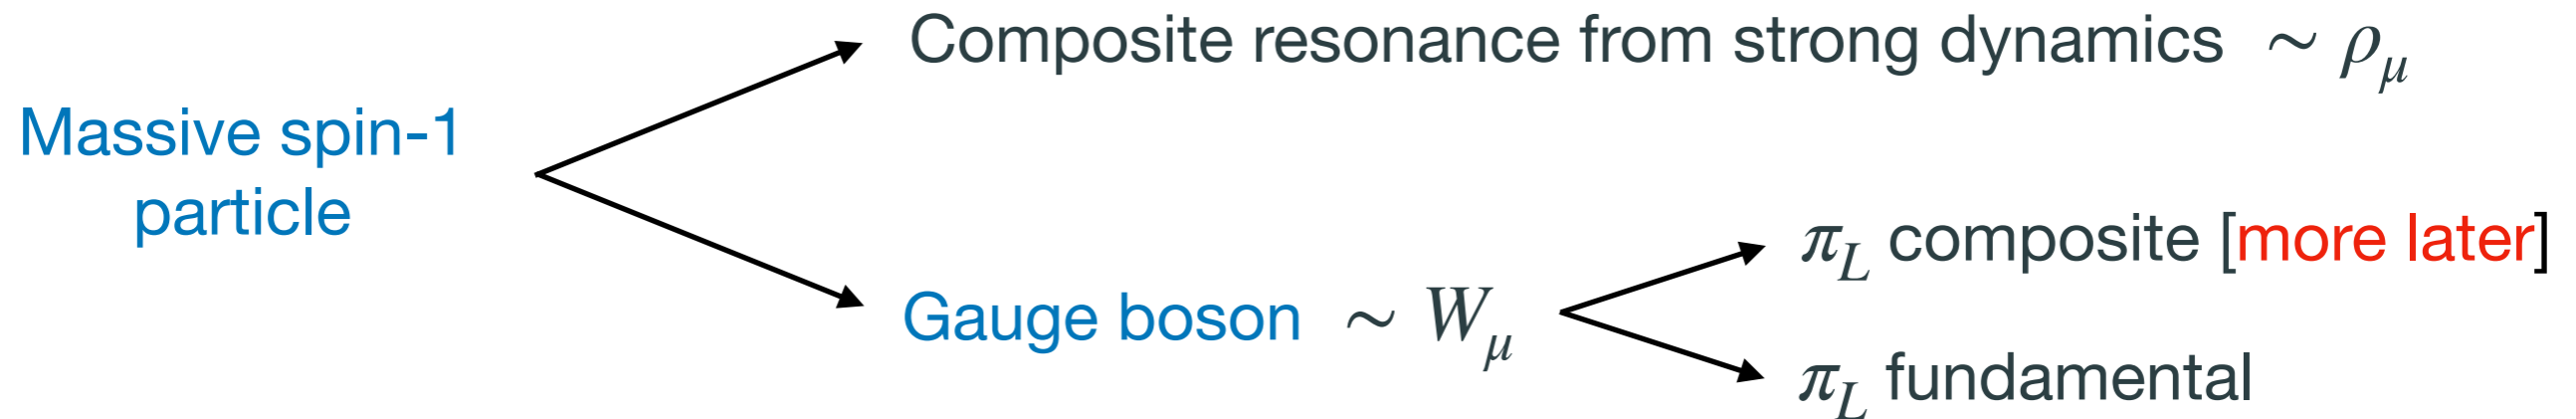 Composite resonance from strong dynamics ∼ ρ_μ
Massive spin-1
particle
π_L composite [more later]
Gauge boson ∼ W_μ
π_L fundamental